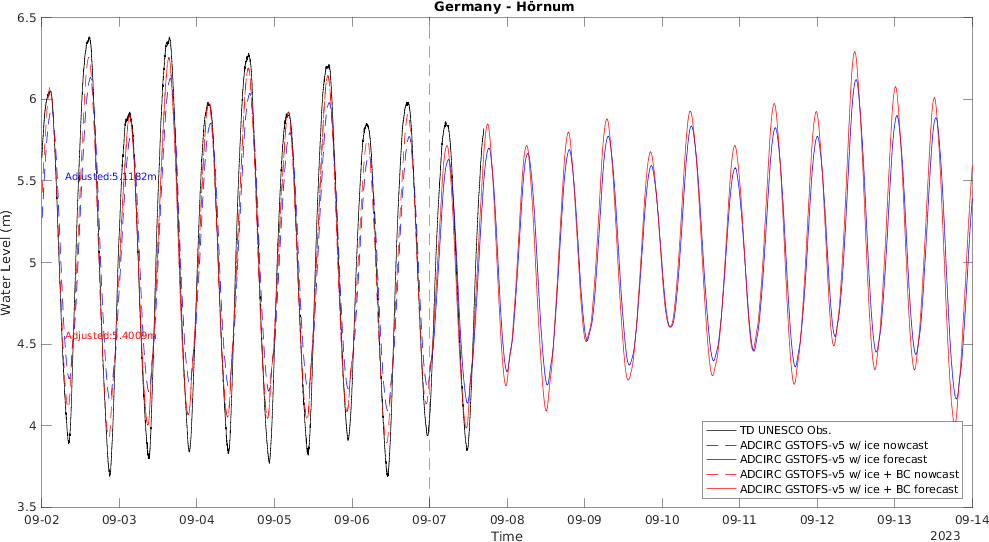 Germany - Hörnum
Water Level (m)
6.5
6
5.5
5
4.5
4
3.5
Adjusted:5.1182m
Adjusted:5.4009m
TD UNESCO Obs.
ADCIRC GSTOFS-v5 w/ ice nowcast
ADCIRC GSTOFS-v5 w/ ice forecast
ADCIRC GSTOFS-v5 w/ ice + BC nowcast
ADCIRC GSTOFS-v5 w/ ice + BC forecast
09-02 09-03 09-04 09-05 09-06 09-07 09-08 09-09 09-10 09-11 09-12 09-13 09-14
Time
2023